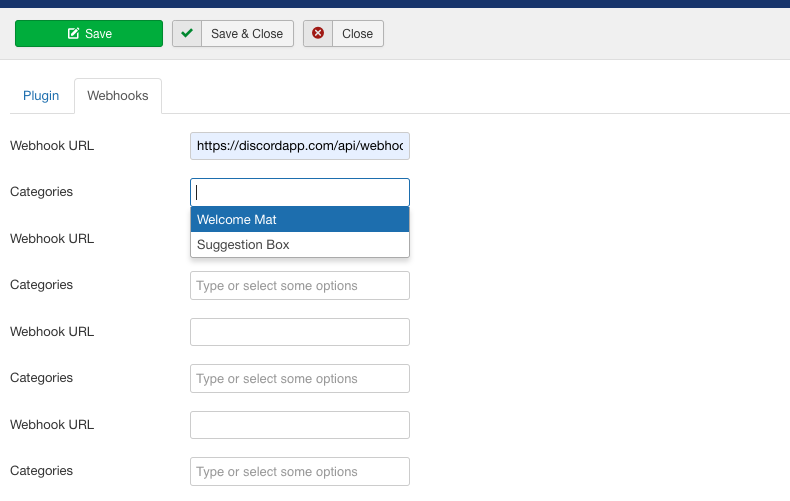 Save
Save & Close
Close
Plugin
Webhooks
Webhook URL
https://discordapp.com/api/webhoo
Categories
Welcome Mat
Webhook URL
Suggestion Box
Categories
Type or select some options
Webhook URL
Categories
Type or select some options
Webhook URL
Categories
Type or select some options